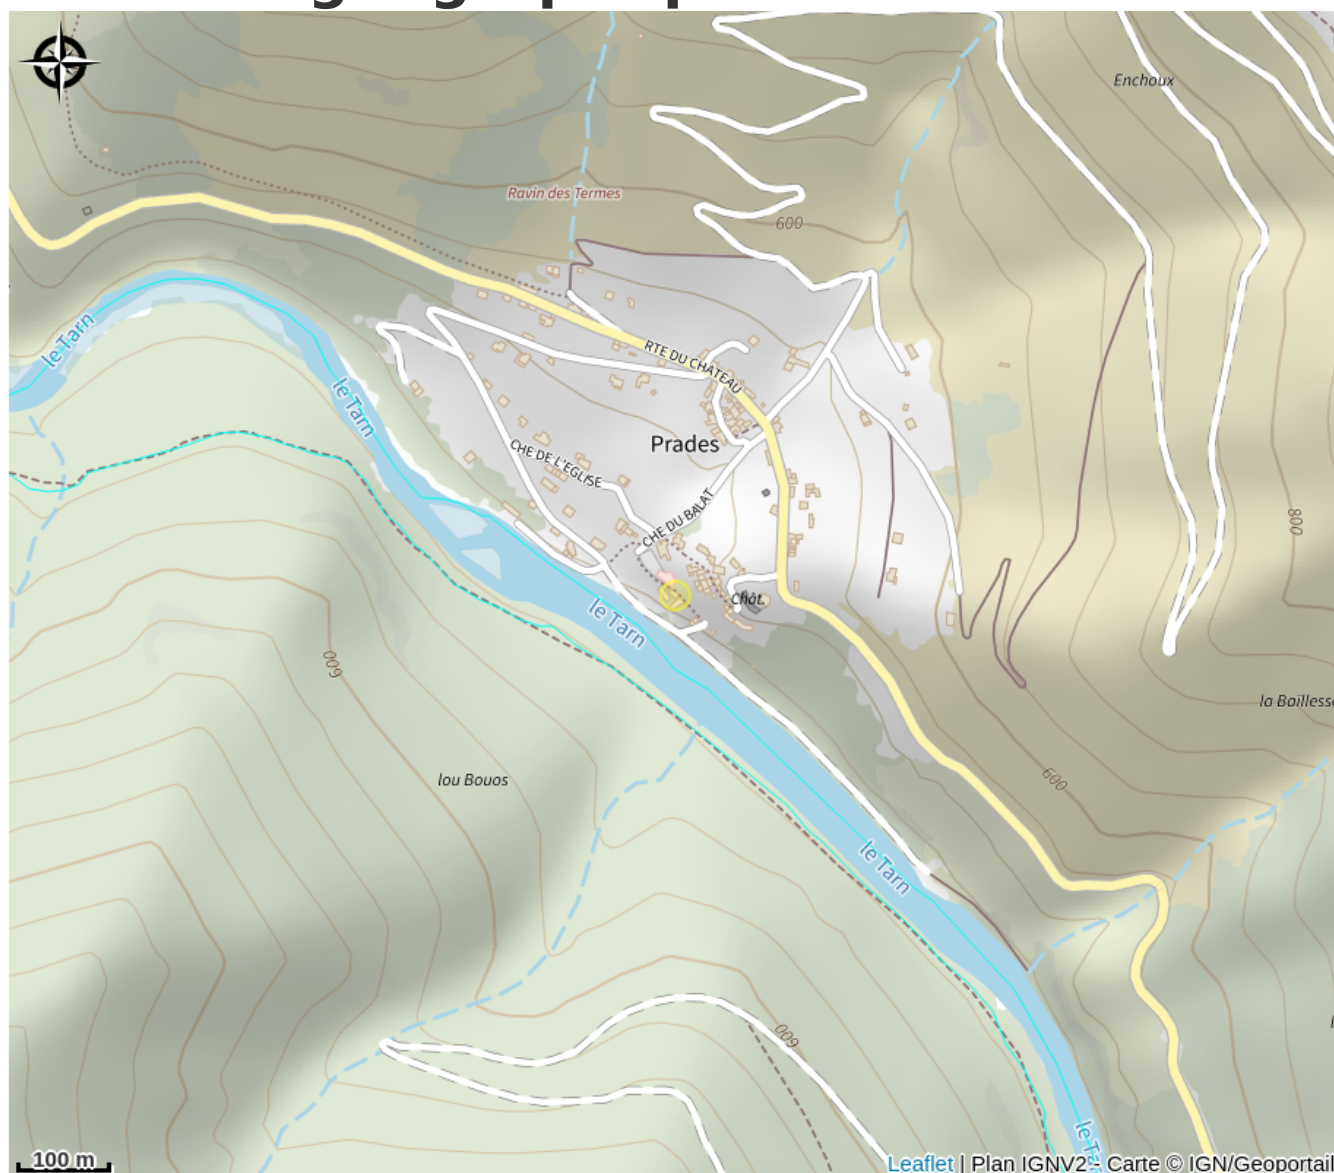 Enchoux
Ravin des Termes
600
le Tarn
RTE DU CHATEAU
le Tarn
Prades
CHE DE L'EGLISE
CHE DU BALAT
800
Chât.
le Tarn
600
la Baïllesse
600
lou Bouos
le Tarn
600
le Ta
100 m
Leaflet | Plan IGNV2 - Carte © IGN/Geoportail